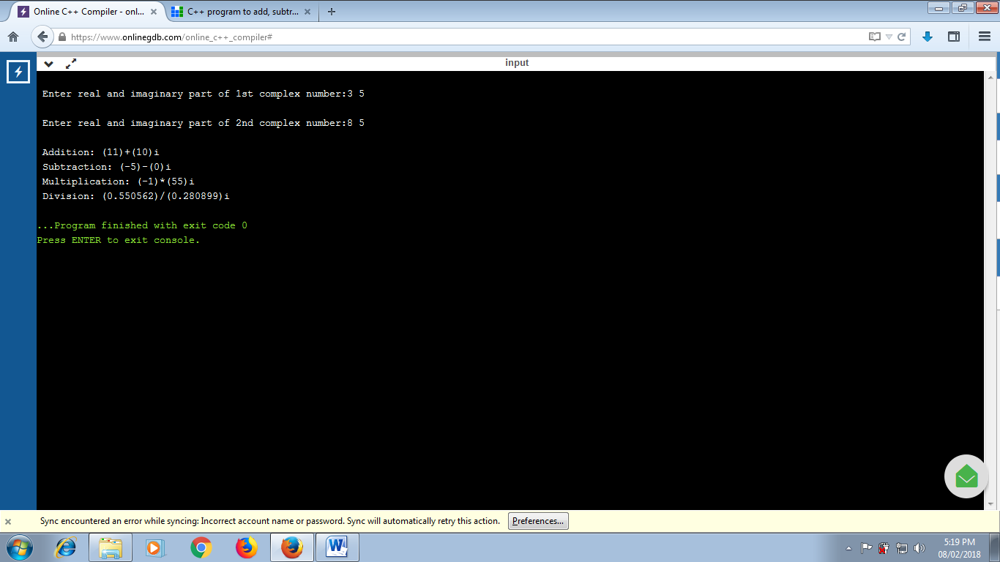 Online C++ Compiler - onl...
C++ program to add, subtr...
https://www.onlinegdb.com/online_c++_compiler#
input
Enter real and imaginary part of 1st complex number:3 5
Enter real and imaginary part of 2nd complex number:8 5
Addition: (11)+(10)i
Subtraction: (-5)-(0)i
Multiplication: (-1)*(55)i
Division: (0.550562)/(0.280899)i
...Program finished with exit code 0
Press ENTER to exit console.
Sync encountered an error while syncing: Incorrect account name or password. Sync will automatically retry this action.
Preferences...
5:19 PM
08/02/2018